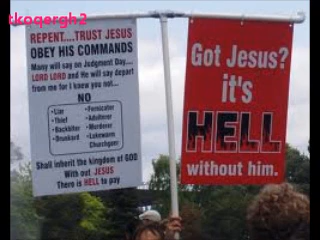 tkoqergh2
REPENT....TRUST JESUS
OBEY HIS COMMANDS
Many will say on Judgment Day....
LORD LORD and He will say depart
from me for I knew you not...
NO
•Liar
•Thief
•Backbiter
•Drunkard
•Fornicator
•Adulterer
•Murderer
•Lukewarm
Churchgoer
Shall inherit the kingdom of GOD
With out JESUS
There is HELL to pay
Got Jesus?
it's
HELL
without him.